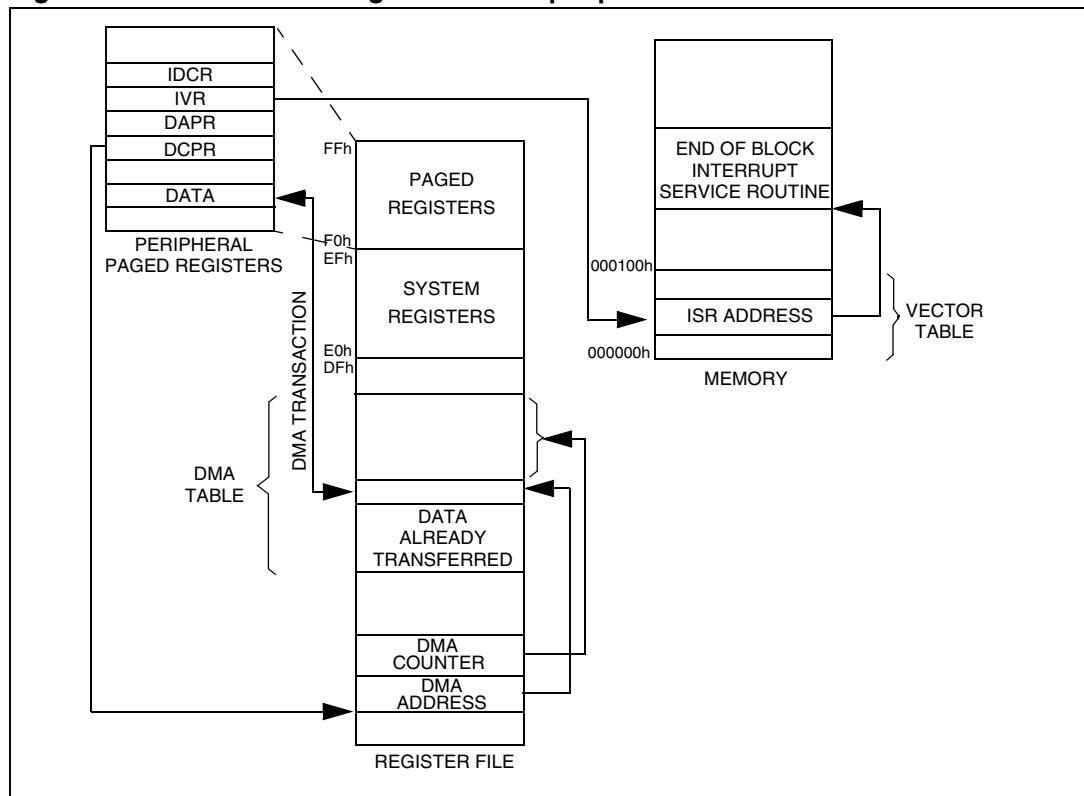 IDCR
IVR
DAPR
DCPR
DATA
PERIPHERAL
PAGED REGISTERS
DMA TRANSACTION
DMA
TABLE
FFh
F0h
EFh
E0h
DFh
PAGED
REGISTERS
SYSTEM
REGISTERS
DATA
ALREADY
TRANSFERRED
DMA
COUNTER
DMA
ADDRESS
REGISTER FILE
END OF BLOCK
INTERRUPT
SERVICE ROUTINE
000100h
ISR ADDRESS
000000h
MEMORY
VECTOR
TABLE